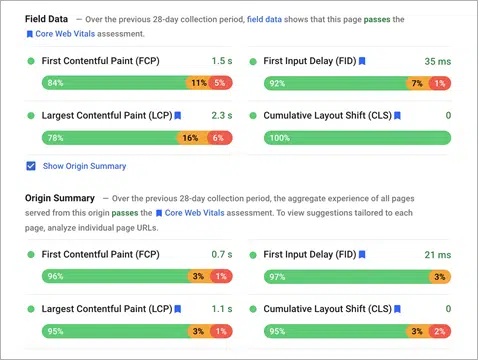 Field Data — Over the previous 28-day collection period, field data shows that this page passes the
Core Web Vitals assessment.
First Contentful Paint (FCP) 1.5 s
84% 11% 5%
First Input Delay (FID) 35 ms
92% 7% 1%
Largest Contentful Paint (LCP) 2.3 s
78% 16% 6%
Cumulative Layout Shift (CLS) 0
100%
Show Origin Summary
Origin Summary — Over the previous 28-day collection period, the aggregate experience of all pages
served from this origin passes the Core Web Vitals assessment. To view suggestions tailored to each
page, analyze individual page URLs.
First Contentful Paint (FCP) 0.7 s
96% 3% 1%
First Input Delay (FID) 21 ms
97% 3%
Largest Contentful Paint (LCP) 1.1 s
95% 3% 1%
Cumulative Layout Shift (CLS) 0
95% 3% 2%